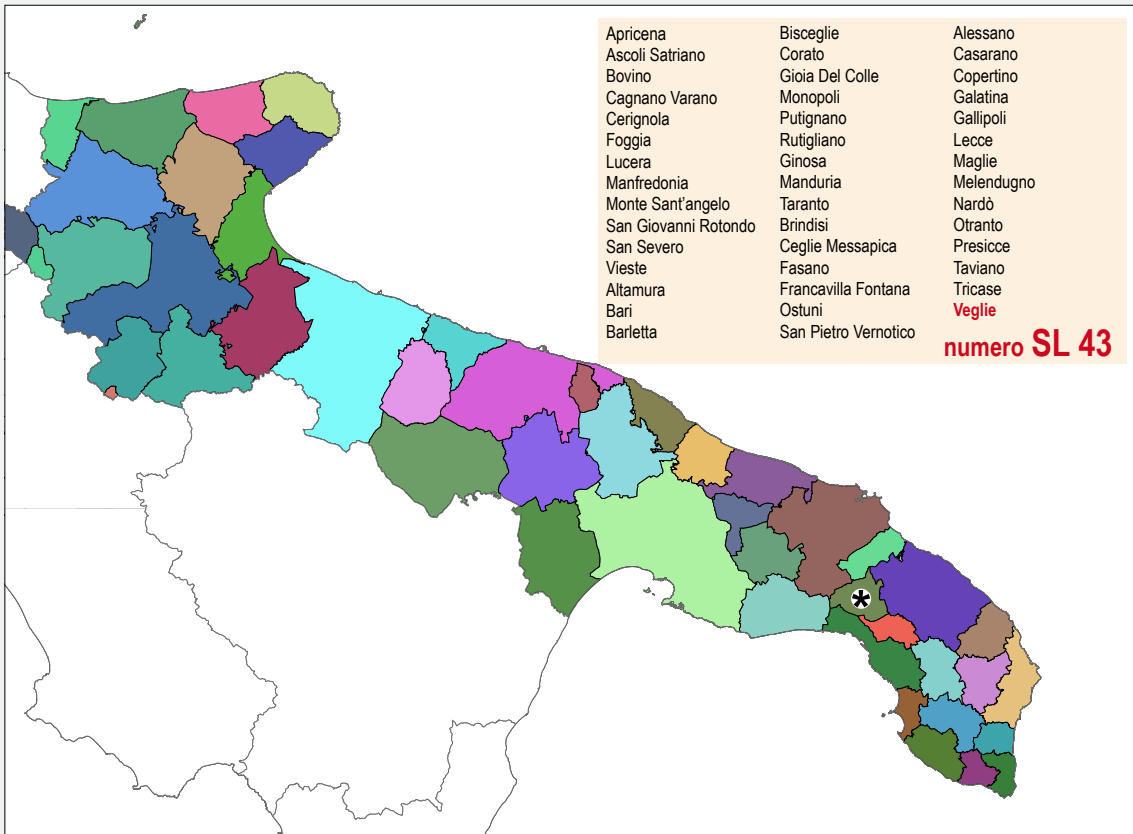 Apricena
Ascoli Satriano
Bovino
Cagnano Varano
Cerignola
Foggia
Lucera
Manfredonia
Monte Sant'angelo
San Giovanni Rotondo
San Severo
Vieste
Altamura
Bari
Barletta
Bisceglie
Corato
Gioia Del Colle
Monopoli
Putignano
Rutigliano
Ginosa
Manduria
Taranto
Brindisi
Ceglie Messapica
Fasano
Francavilla Fontana
Ostuni
San Pietro Vernotico
Alessano
Casarano
Copertino
Galatina
Gallipoli
Lecce
Maglie
Melendugno
Nardò
Otranto
Presicce
Taviano
Tricase
Veglie
numero SL 43
*